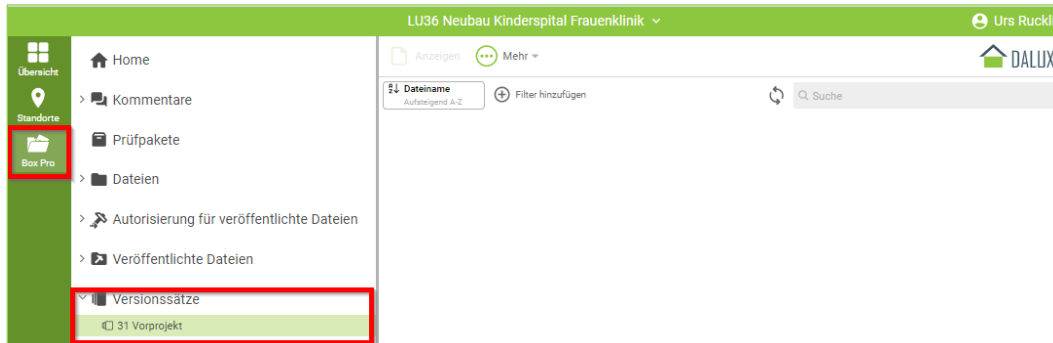 LU36 Neubau Kinderspital Frauenklinik
Urs
Übersicht
Standorte
Box Pro
Home
Kommentare
Prüfpakete
Dateien
Autorisierung für veröffentlichte Dateien
Veröffentlichte Dateien
Versionssätze
31 Vorprojekt
Anzeigen
Mehr
DALUX
Dateiname
Aufsteigend A-Z
Filter hinzufügen
Suche